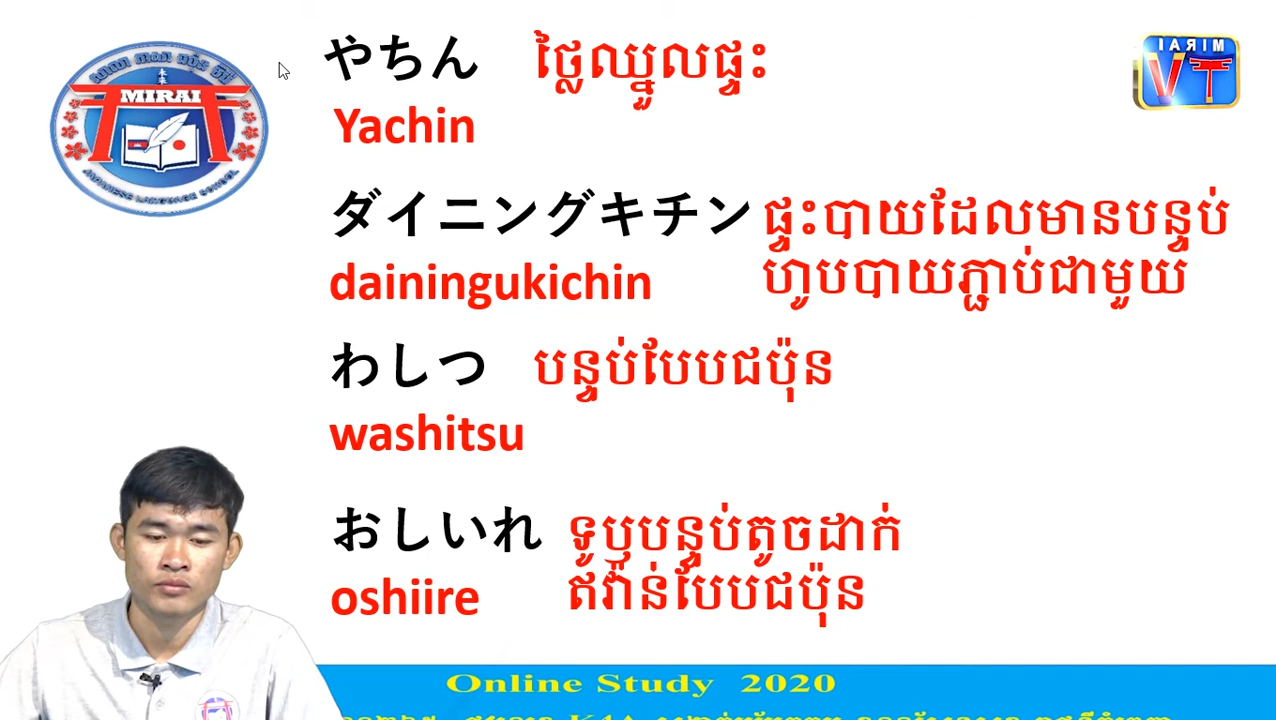 MIRAI
JAPANESE LANGUAGE SCHOOL
MIRAI
VT
やちん ថ្លៃឈ្នួលផ្ទះ
Yachin
ダイニングキチン ផ្ទះបាយដែលមានបន្ទប់
dainingukichin ហូបបាយភ្ជាប់ជាមួយ
わしつ បន្ទប់បែបជប៉ុន
washitsu
おしいれ ទូឬបន្ទប់តូចដាក់
oshiire ឥវ៉ាន់បែបជប៉ុន
Online Study 2020